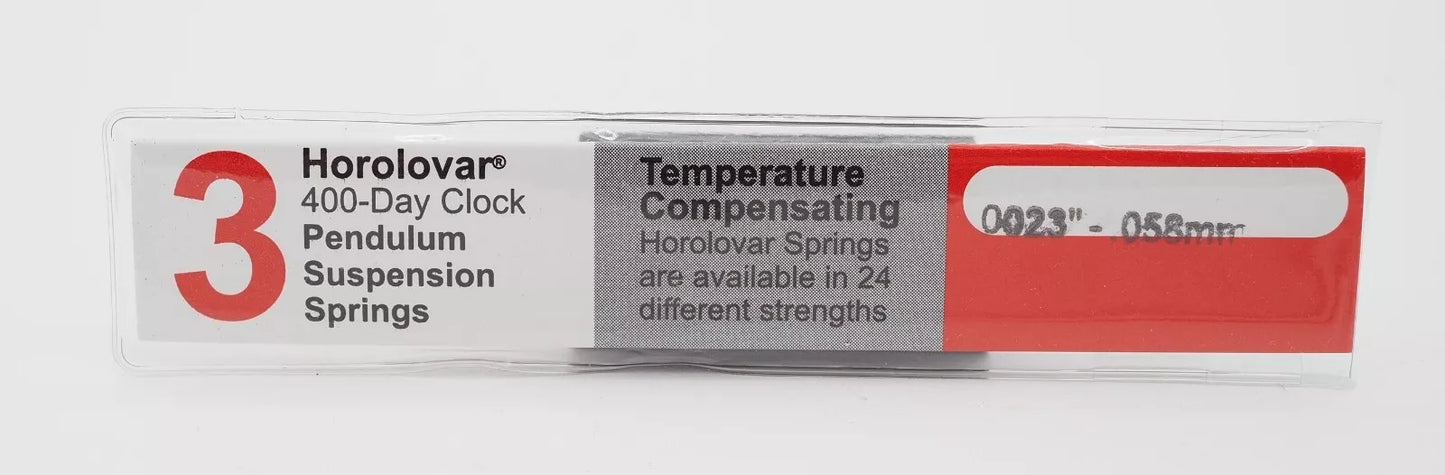 3
Horolovar®
400-Day Clock
Pendulum
Suspension
Springs
Temperature
Compensating
Horolovar Springs
are available in 24
different strengths
0023" - .058mm